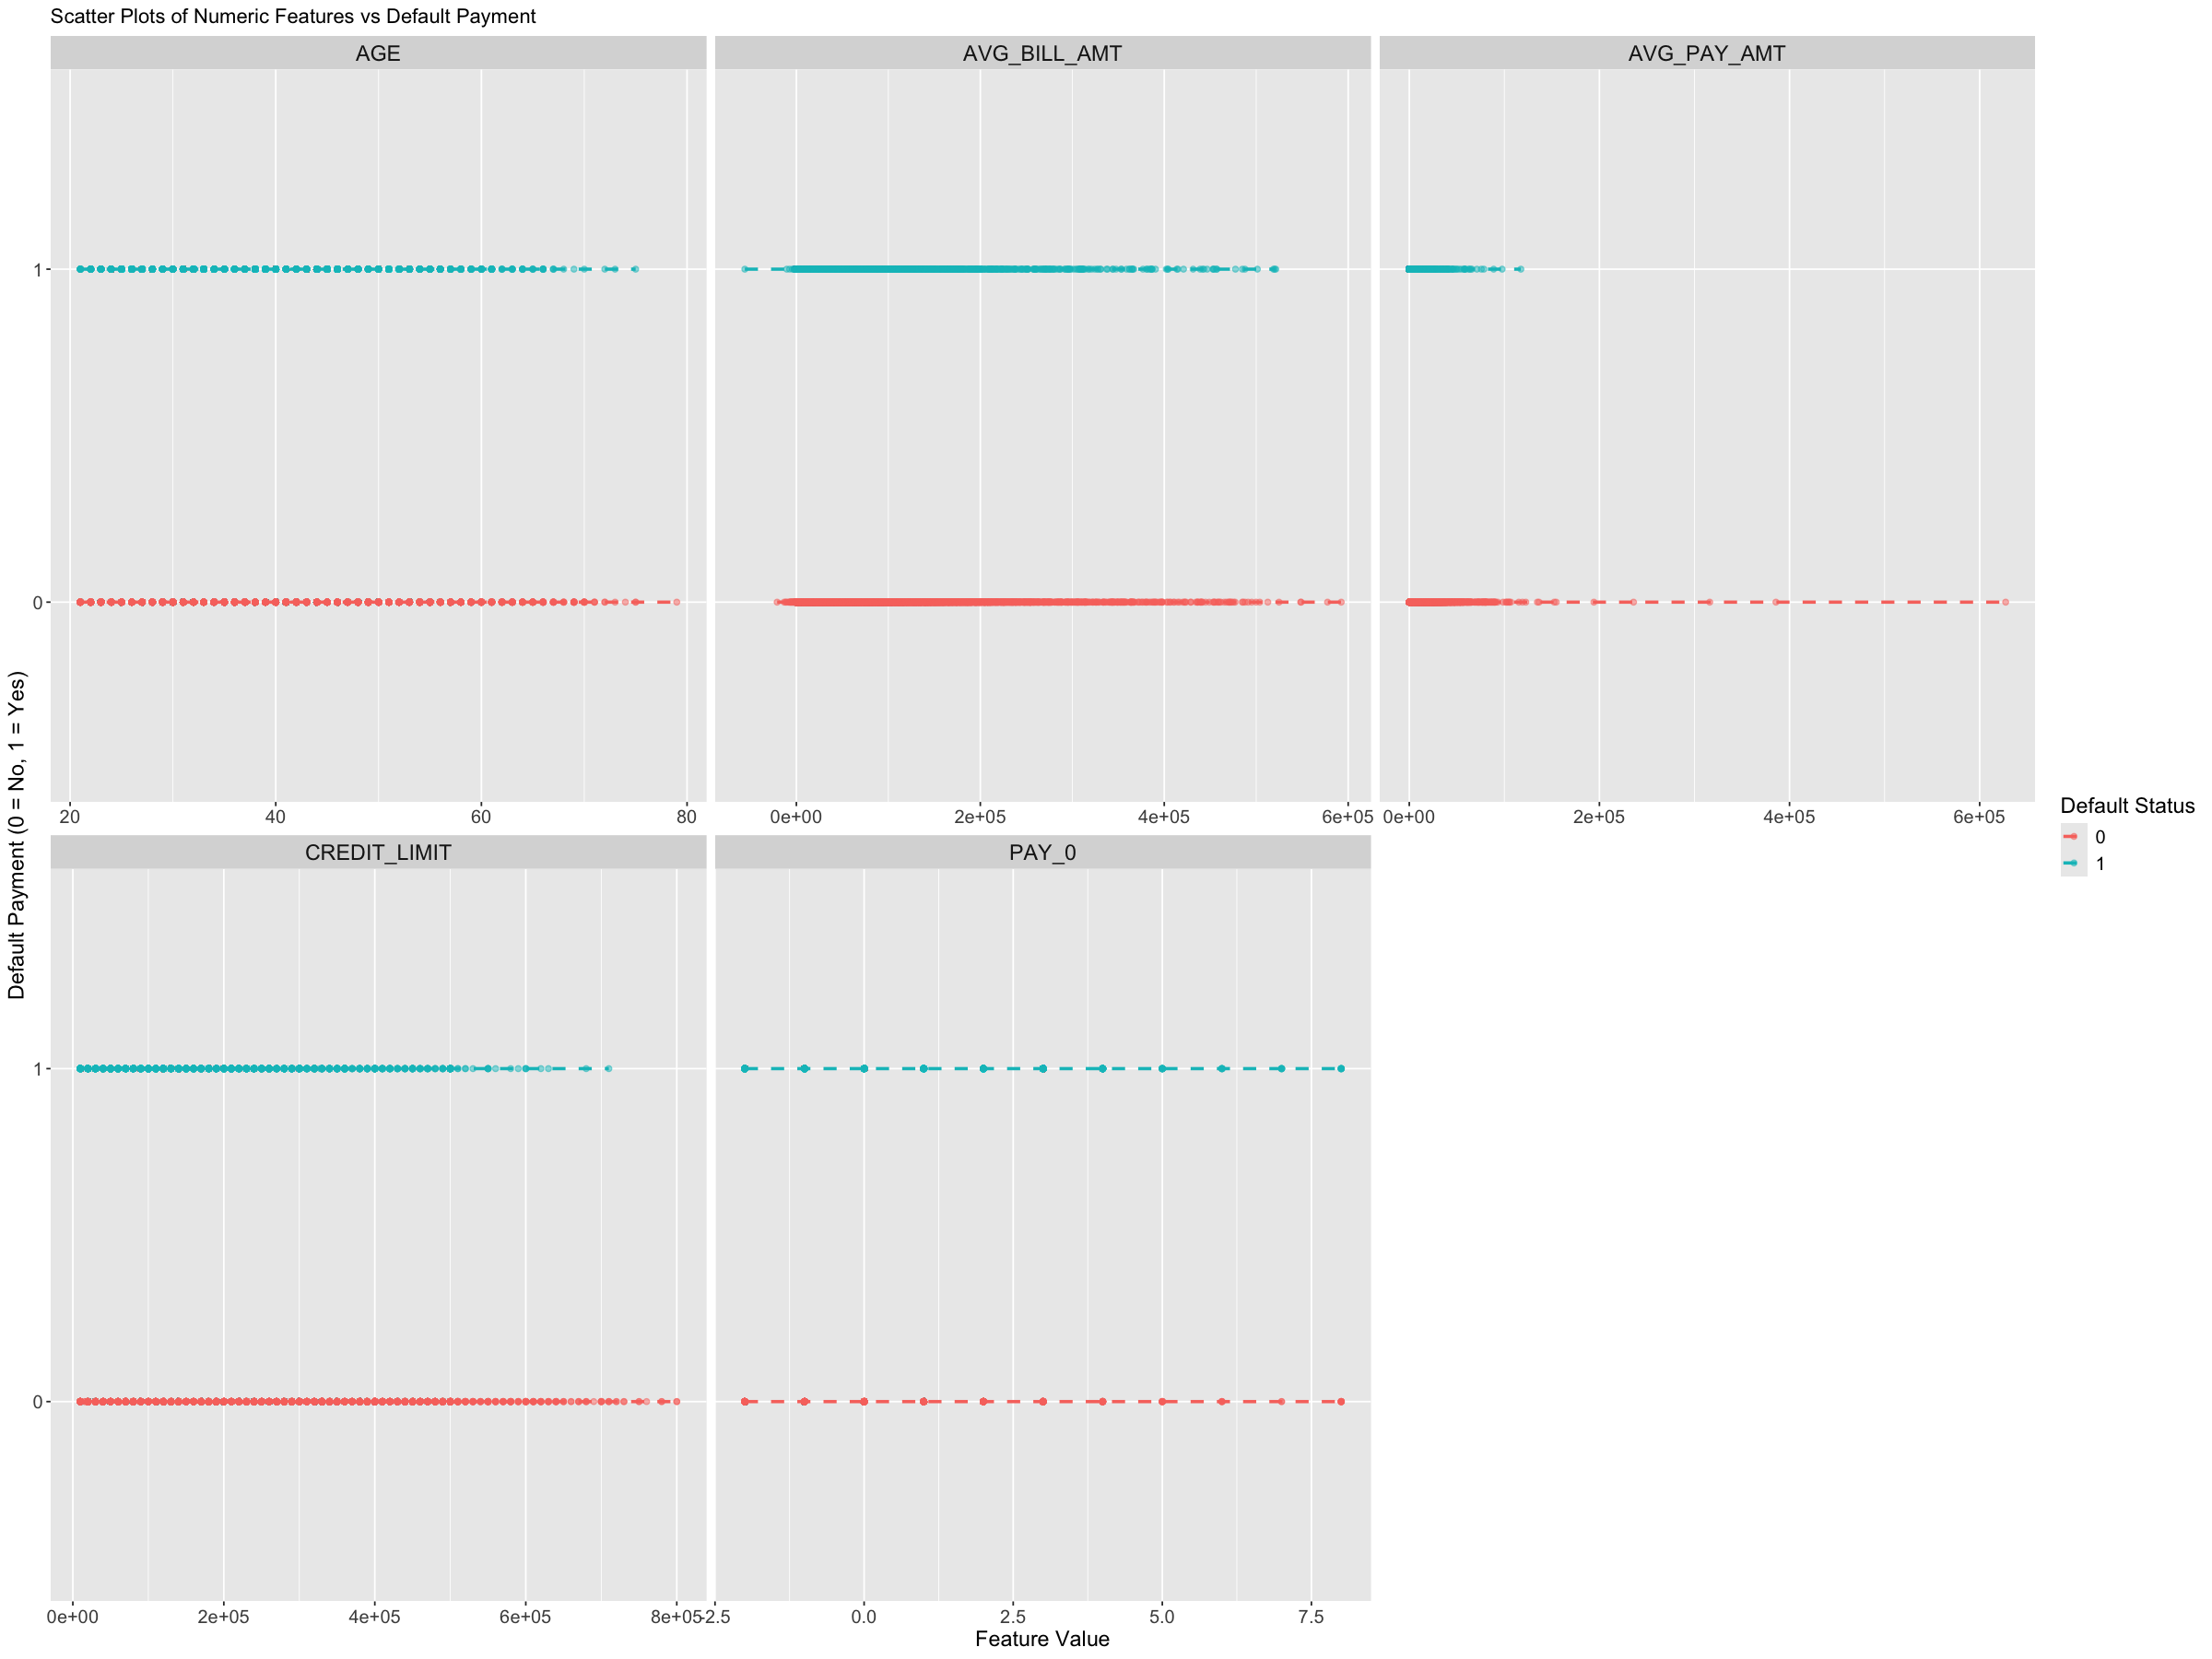 Scatter Plots of Numeric Features vs Default Payment
AGE
AVG_BILL_AMT
AVG_PAY_AMT
1
0
20 40 60 80
0e+00 2e+05 4e+05 6e+05
0e+00 2e+05 4e+05 6e+05
Default Payment (0 = No, 1 = Yes)
CREDIT_LIMIT
PAY_0
1
0
0e+00 2e+05 4e+05 6e+05 8e+05
-2.5 0.0 2.5 5.0 7.5
Feature Value
Default Status
0
1